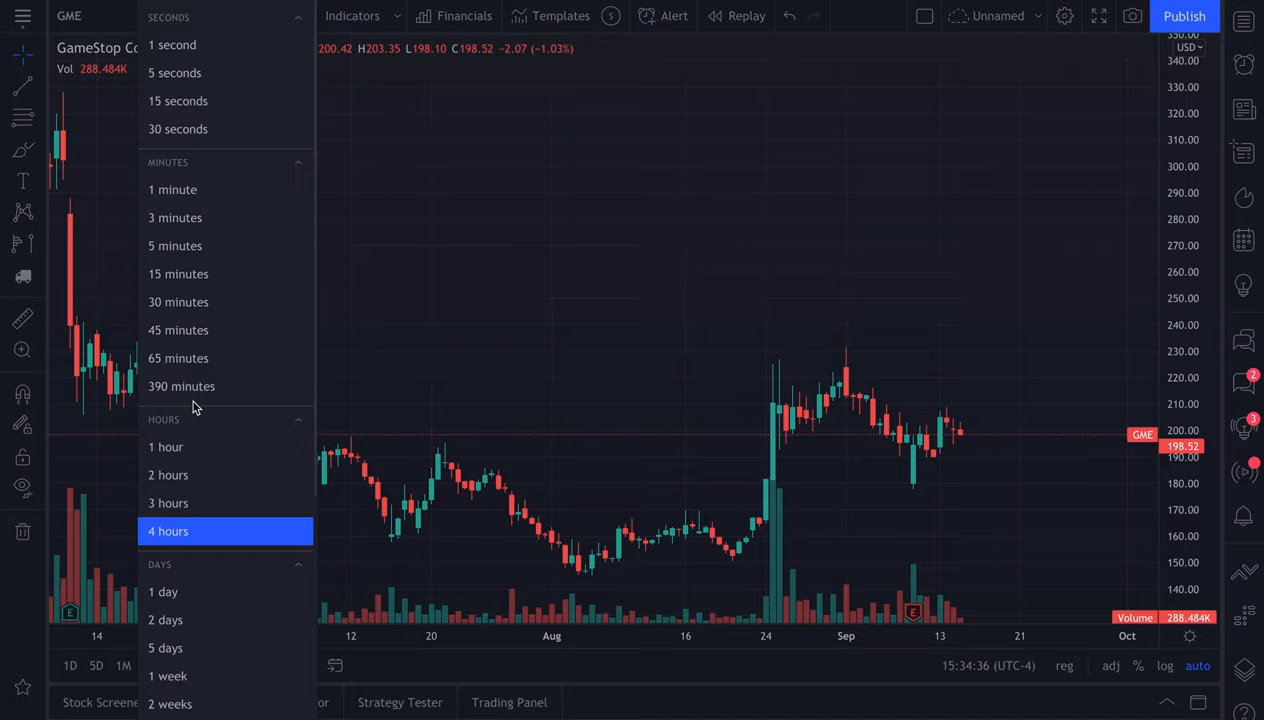 GME
Indicators
Financials
Templates
S
Alert
Replay
Unnamed
Publish
GameStop Co
200.42 H203.35 L198.10 C198.52 −2.07 (−1.03%)
Vol 288.484K
SECONDS
1 second
5 seconds
15 seconds
30 seconds
MINUTES
1 minute
3 minutes
5 minutes
15 minutes
30 minutes
45 minutes
65 minutes
390 minutes
HOURS
1 hour
2 hours
3 hours
4 hours
DAYS
1 day
2 days
5 days
1 week
2 weeks
350.00
USD
340.00
330.00
320.00
310.00
300.00
290.00
280.00
270.00
260.00
250.00
240.00
230.00
220.00
210.00
200.00
GME 198.52
190.00
180.00
170.00
160.00
150.00
140.00
Volume 288.484K
E
E
14
12
20
Aug
16
24
Sep
13
21
Oct
1D 5D 1M
15:34:36 (UTC-4)
reg
adj
%
log
auto
Stock Screene
or
Strategy Tester
Trading Panel
2
3